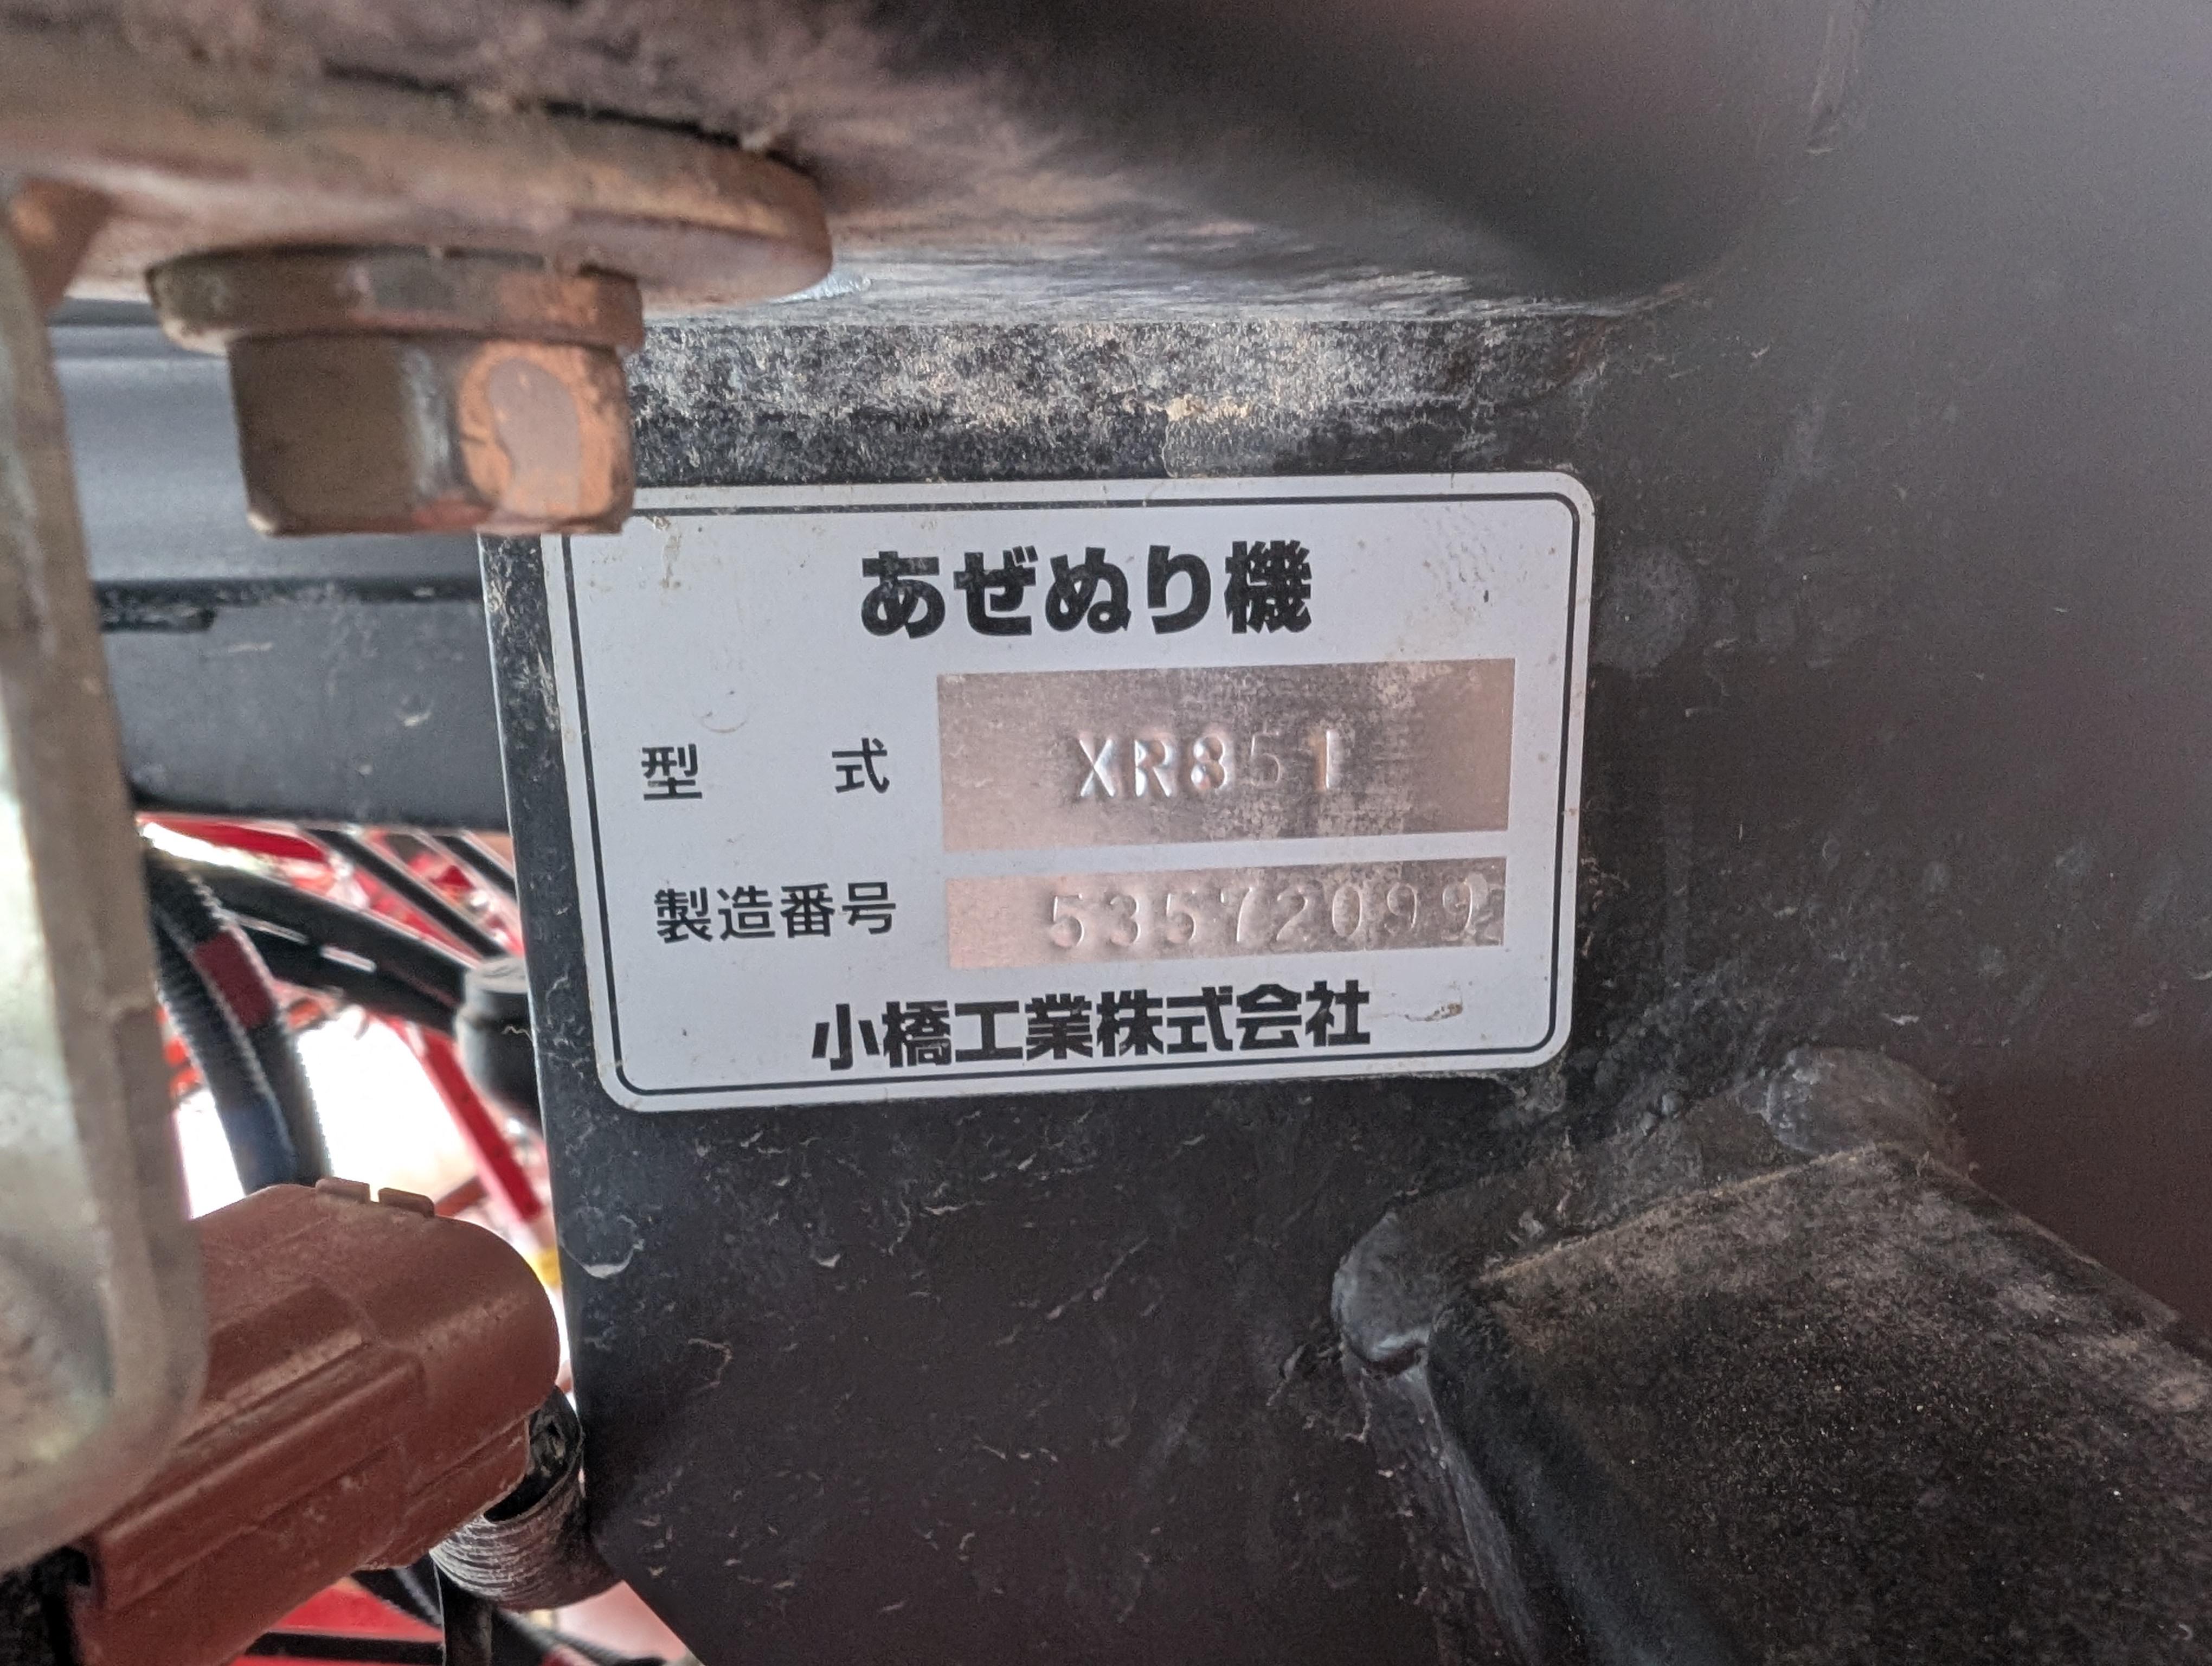 あぜぬり機
型式 XR851
製造番号 53572099
小橋工業株式会社